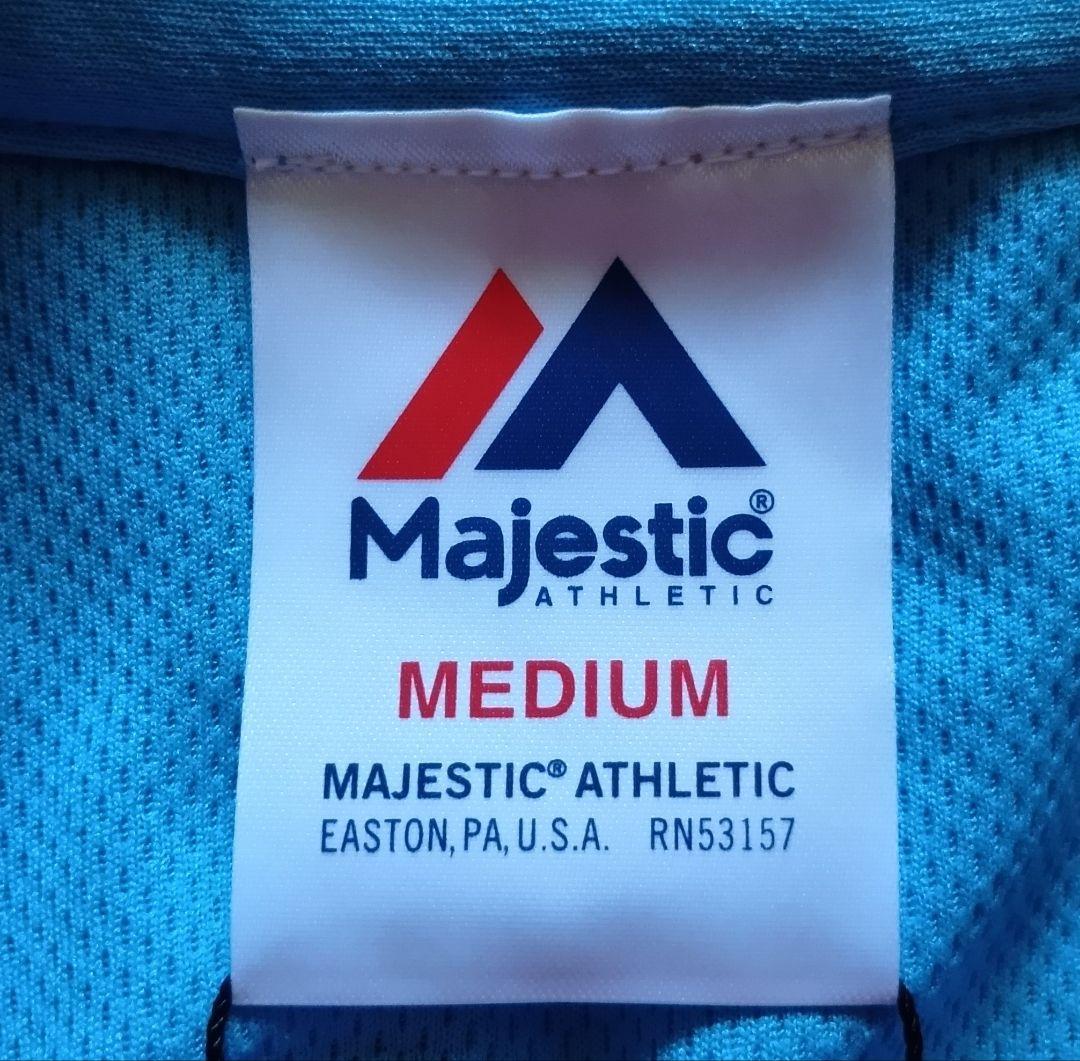 Majestic®
ATHLETIC
MEDIUM
MAJESTIC® ATHLETIC
EASTON, PA, U.S.A. RN53157